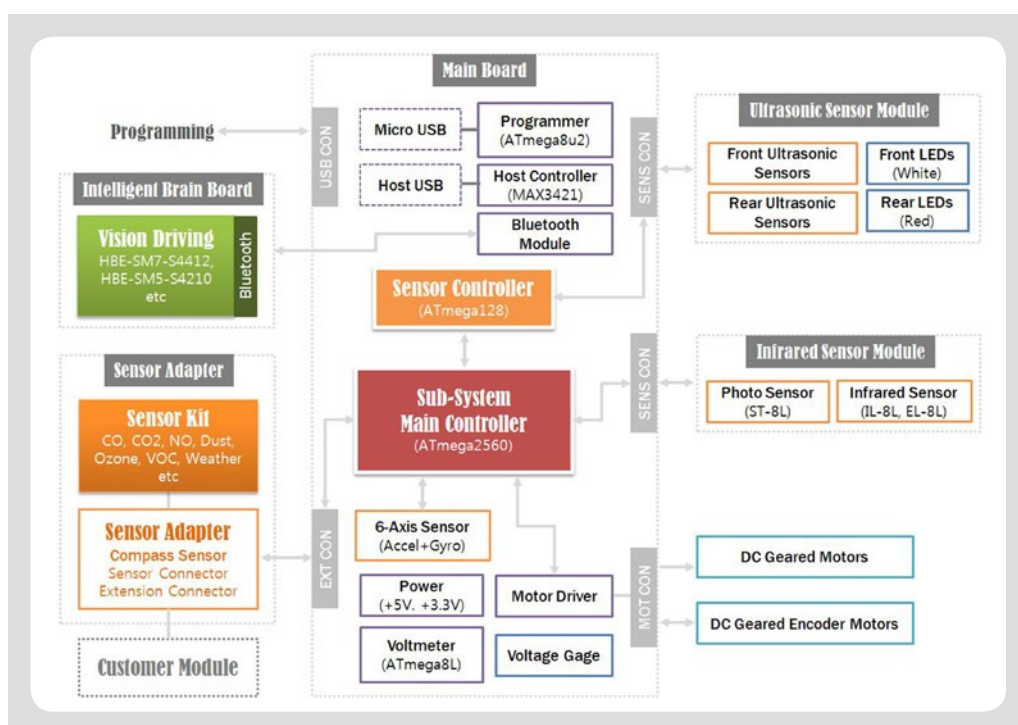 Main Board
Programming
USB CON
Micro USB
Programmer
(ATmega8u2)
Host USB
Host Controller
(MAX3421)
Bluetooth
Module
SENS CON
Ultrasonic Sensor Module
Front Ultrasonic
Sensors
Front LEDs
(White)
Rear Ultrasonic
Sensors
Rear LEDs
(Red)
Intelligent Brain Board
Vision Driving
HBE-SM7-S4412,
HBE-SM5-S4210
etc
Bluetooth
Sensor Controller
(ATmega128)
Sub-System
Main Controller
(ATmega2560)
SENS CON
Infrared Sensor Module
Photo Sensor
(ST-8L)
Infrared Sensor
(IL-8L, EL-8L)
Sensor Adapter
Sensor Kit
CO, CO2, NO, Dust,
Ozone, VOC, Weather
etc
Sensor Adapter
Compass Sensor
Sensor Connector
Extension Connector
Customer Module
EXT CON
6-Axis Sensor
(Accel+Gyro)
Power
(+5V. +3.3V)
Motor Driver
Voltmeter
(ATmega8L)
Voltage Gage
MOT CON
DC Geared Motors
DC Geared Encoder Motors